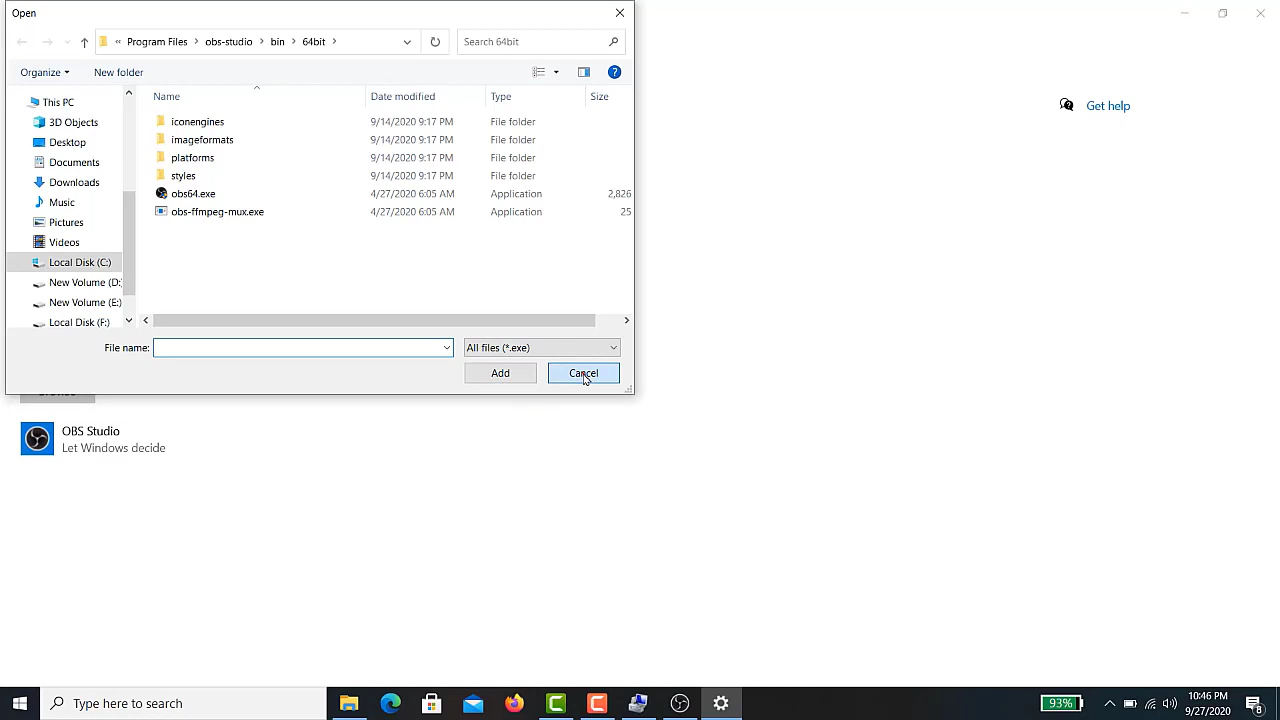 Open
« Program Files > obs-studio > bin > 64bit >
Search 64bit
Organize
New folder
Name
Date modified
Type
Size
This PC
3D Objects
Desktop
Documents
Downloads
Music
Pictures
Videos
Local Disk (C:)
New Volume (D:
New Volume (E:)
Local Disk (F:)
iconengines 9/14/2020 9:17 PM File folder
imageformats 9/14/2020 9:17 PM File folder
platforms 9/14/2020 9:17 PM File folder
styles 9/14/2020 9:17 PM File folder
obs64.exe 4/27/2020 6:05 AM Application 2,826
obs-ffmpeg-mux.exe 4/27/2020 6:05 AM Application 25
File name:
All files (*.exe)
Add
Cancel
Get help
OBS Studio
Let Windows decide
Type here to search
93%
10:46 PM
9/27/2020
8